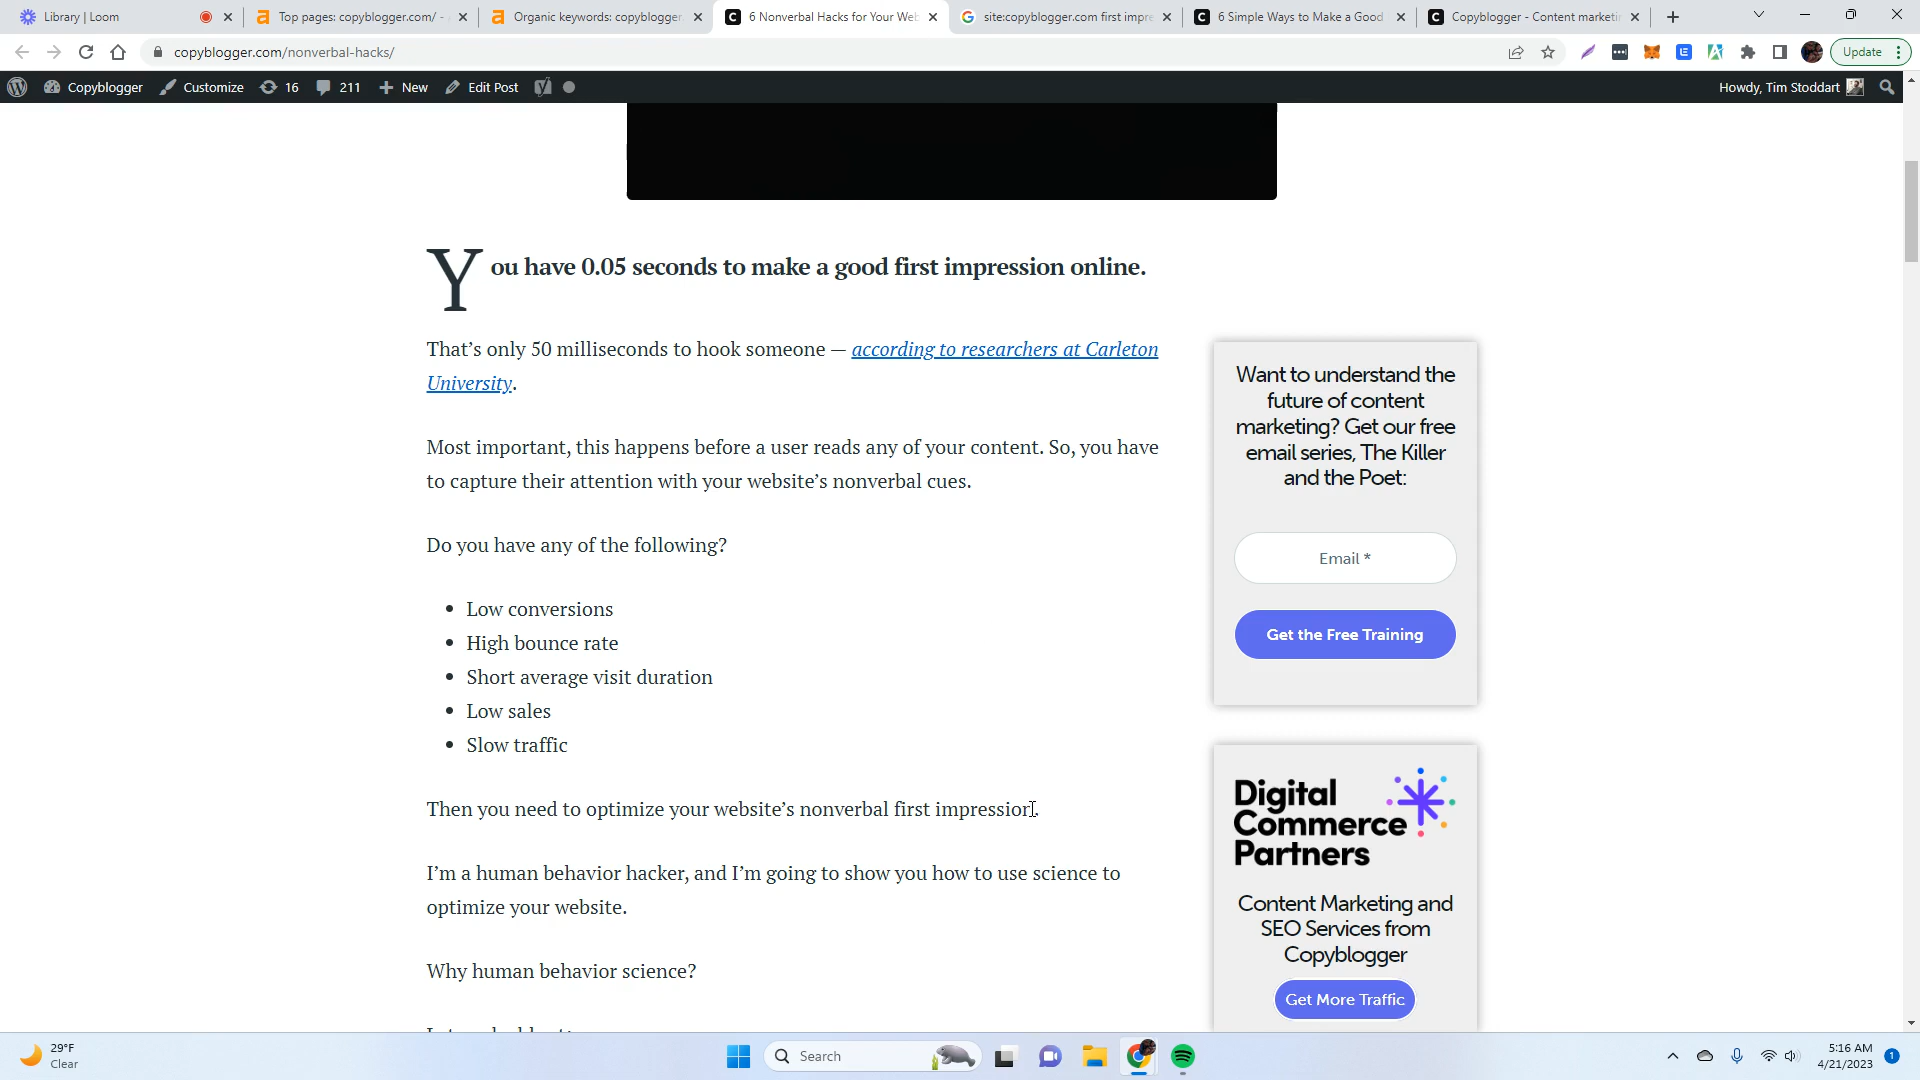 Library | Loom
Top pages: copyblogger.com/ -
Organic keywords: copyblogger.
6 Nonverbal Hacks for Your Web
site:copyblogger.com first impre
6 Simple Ways to Make a Good
Copyblogger - Content marketi
copyblogger.com/nonverbal-hacks/
Update
Copyblogger
Customize
16
211
New
Edit Post
Howdy, Tim Stoddart
You have 0.05 seconds to make a good first impression online.
That’s only 50 milliseconds to hook someone — according to researchers at Carleton
University.
Most important, this happens before a user reads any of your content. So, you have
to capture their attention with your website’s nonverbal cues.
Do you have any of the following?
• Low conversions
• High bounce rate
• Short average visit duration
• Low sales
• Slow traffic
Then you need to optimize your website’s nonverbal first impression.
I’m a human behavior hacker, and I’m going to show you how to use science to
optimize your website.
Why human behavior science?
Want to understand the
future of content
marketing? Get our free
email series, The Killer
and the Poet:
Email *
Get the Free Training
Digital
Commerce
Partners
Content Marketing and
SEO Services from
Copyblogger
Get More Traffic
29°F
Clear
Search
5:16 AM
4/21/2023
1